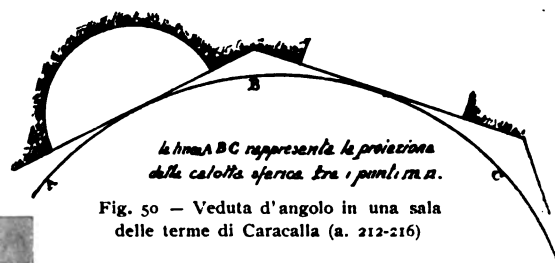 B
A
C
la linea ABC rappresenta la proiezione
della calotta sferica tra i punti m n.
Fig. 50 — Veduta d'angolo in una sala
delle terme di Caracalla (a. 212-216)